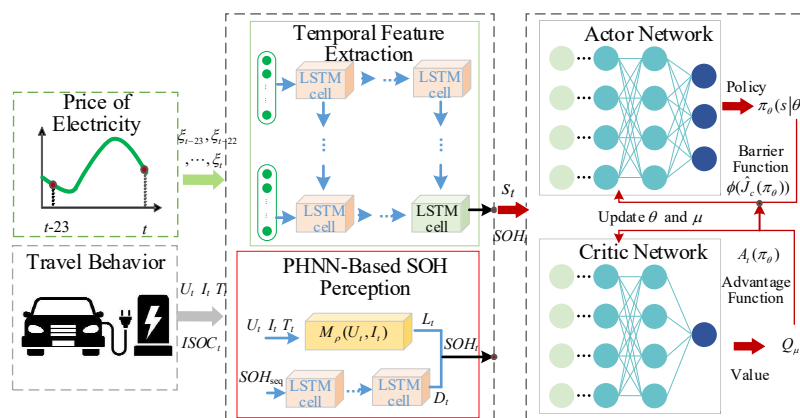 Price of
Electricity
t-23
t
ξt−23, ξt−22
,⋯,ξt
Travel Behavior
Ut It Tt
ISOCt
Temporal Feature
Extraction
LSTM
cell
LSTM
cell
LSTM
cell
LSTM
cell
PHNN-Based SOH
Perception
Ut It Tt
Mρ(Ut, It)
Lt
SOHt
SOHseq
LSTM
cell
LSTM
cell
Dt
st
SOHt
Actor Network
Policy
πθ(s|θ
Barrier
Function
ϕ(Ĵc(πθ))
Update θ and μ
Critic Network
At(πθ)
Advantage
Function
Qμ
Value